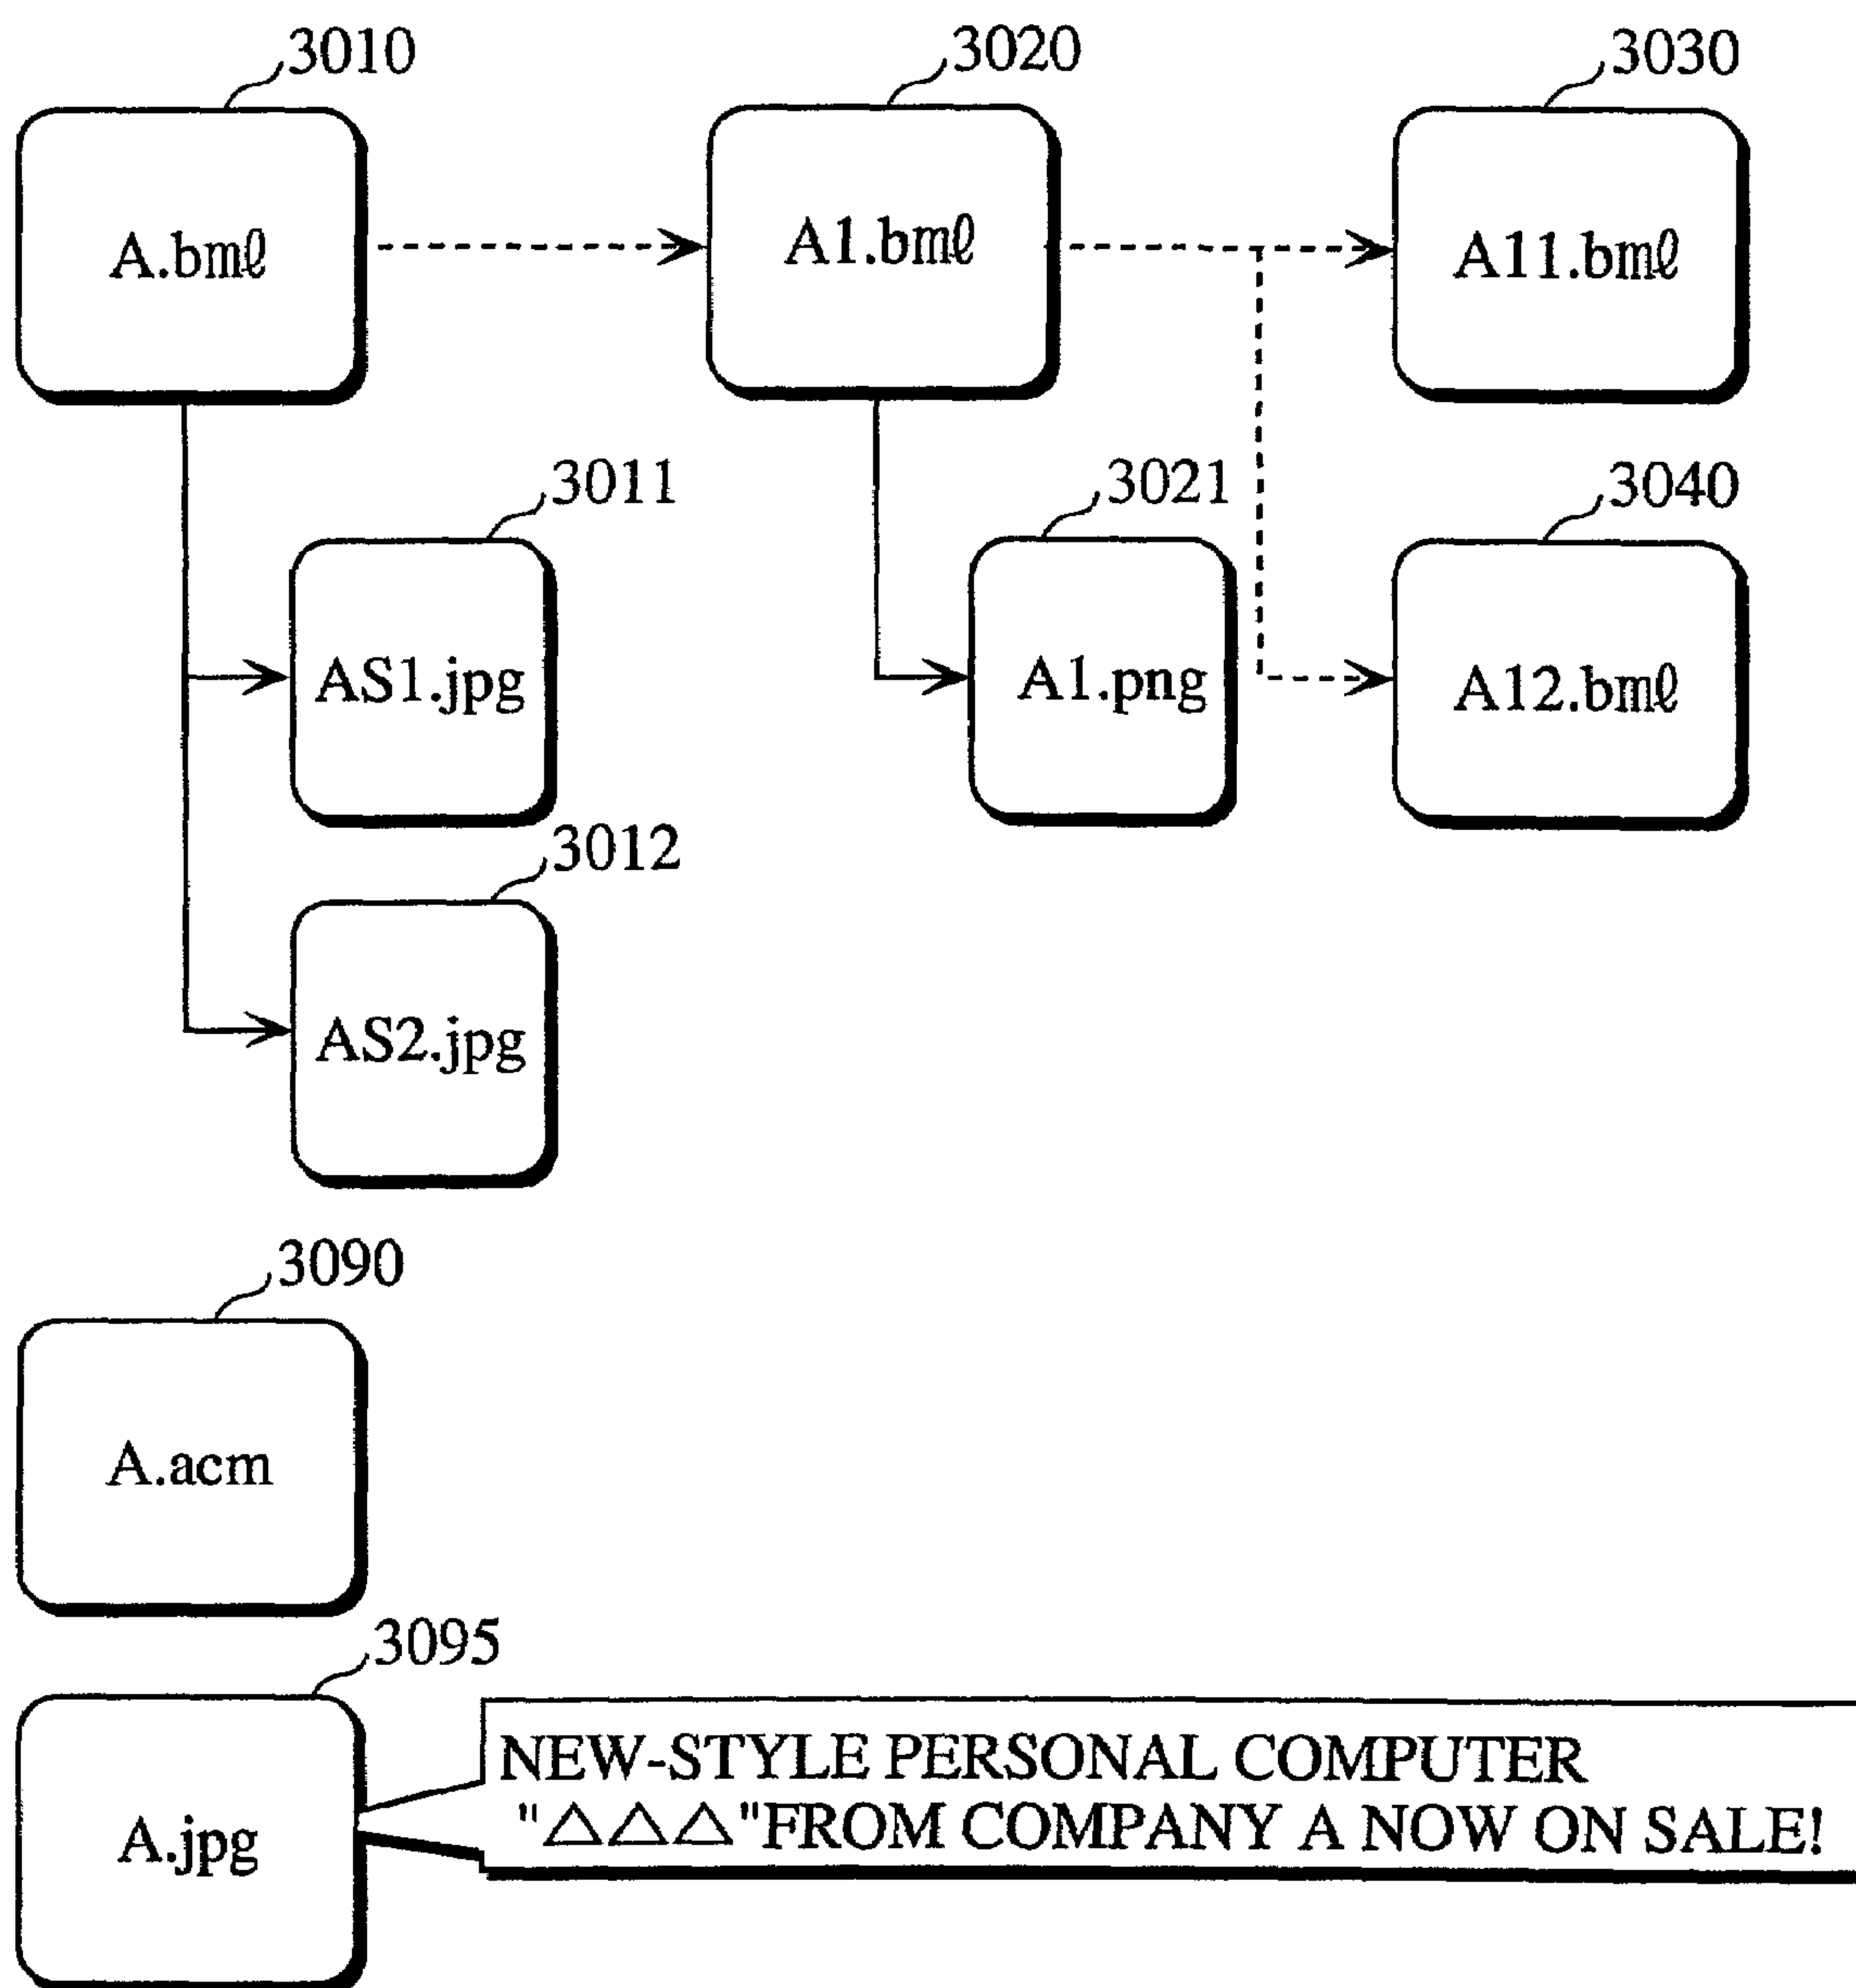 3010
3020
3030
A.bmℓ
A1.bmℓ
A11.bmℓ
3011
3021
3040
AS1.jpg
A1.png
A12.bmℓ
3012
AS2.jpg
3090
A.acm
3095
A.jpg
NEW-STYLE PERSONAL COMPUTER
"△△△"FROM COMPANY A NOW ON SALE!